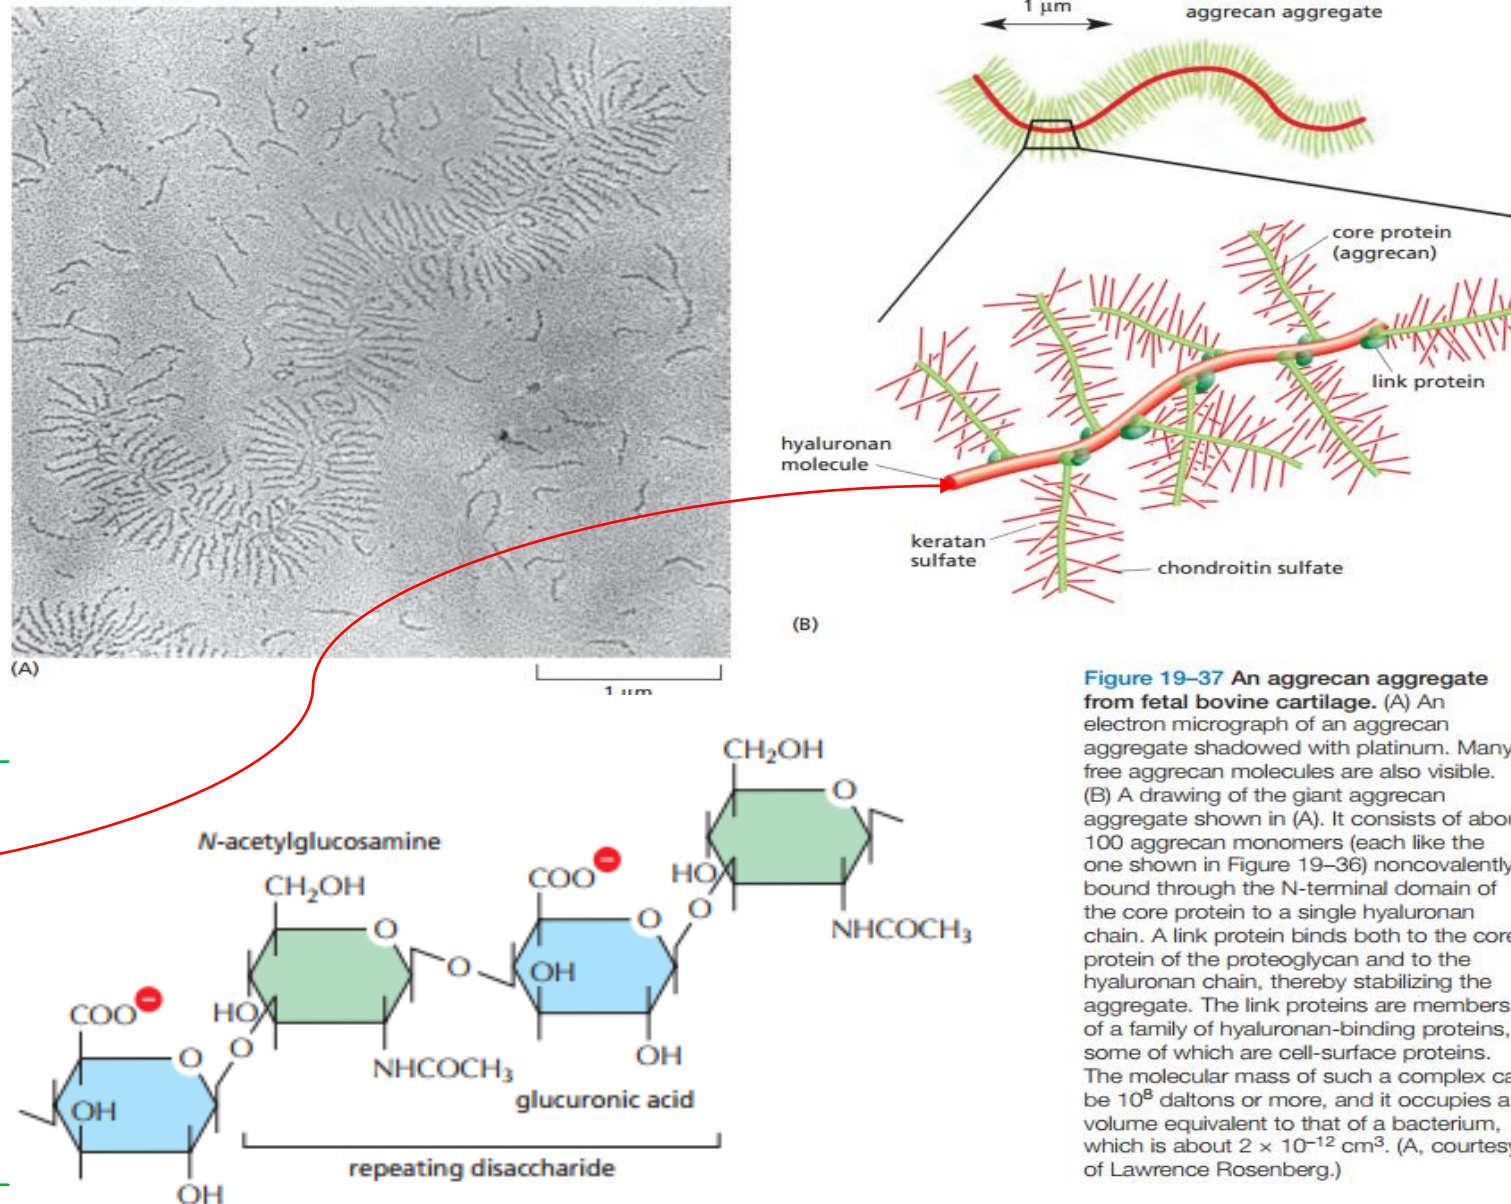 1 μm
aggrecan aggregate
core protein
(aggrecan)
link protein
hyaluronan
molecule
keratan
sulfate
chondroitin sulfate
(B)
(A)
1 μm
Figure 19–37 An aggrecan aggregate
from fetal bovine cartilage. (A) An
electron micrograph of an aggrecan
aggregate shadowed with platinum. Many
free aggrecan molecules are also visible.
(B) A drawing of the giant aggrecan
aggregate shown in (A). It consists of abou
100 aggrecan monomers (each like the
one shown in Figure 19–36) noncovalently
bound through the N-terminal domain of
the core protein to a single hyaluronan
chain. A link protein binds both to the core
protein of the proteoglycan and to the
hyaluronan chain, thereby stabilizing the
aggregate. The link proteins are members
of a family of hyaluronan-binding proteins,
some of which are cell-surface proteins.
The molecular mass of such a complex ca
be 10⁸ daltons or more, and it occupies a
volume equivalent to that of a bacterium,
which is about 2 × 10⁻¹² cm³. (A, courtesy
of Lawrence Rosenberg.)
CH₂OH
O
N-acetylglucosamine
CH₂OH
COO⁻
HO
O
O
O
O
OH
NHCOCH₃
COO⁻
HO
O
O
NHCOCH₃
OH
glucuronic acid
OH
repeating disaccharide
OH